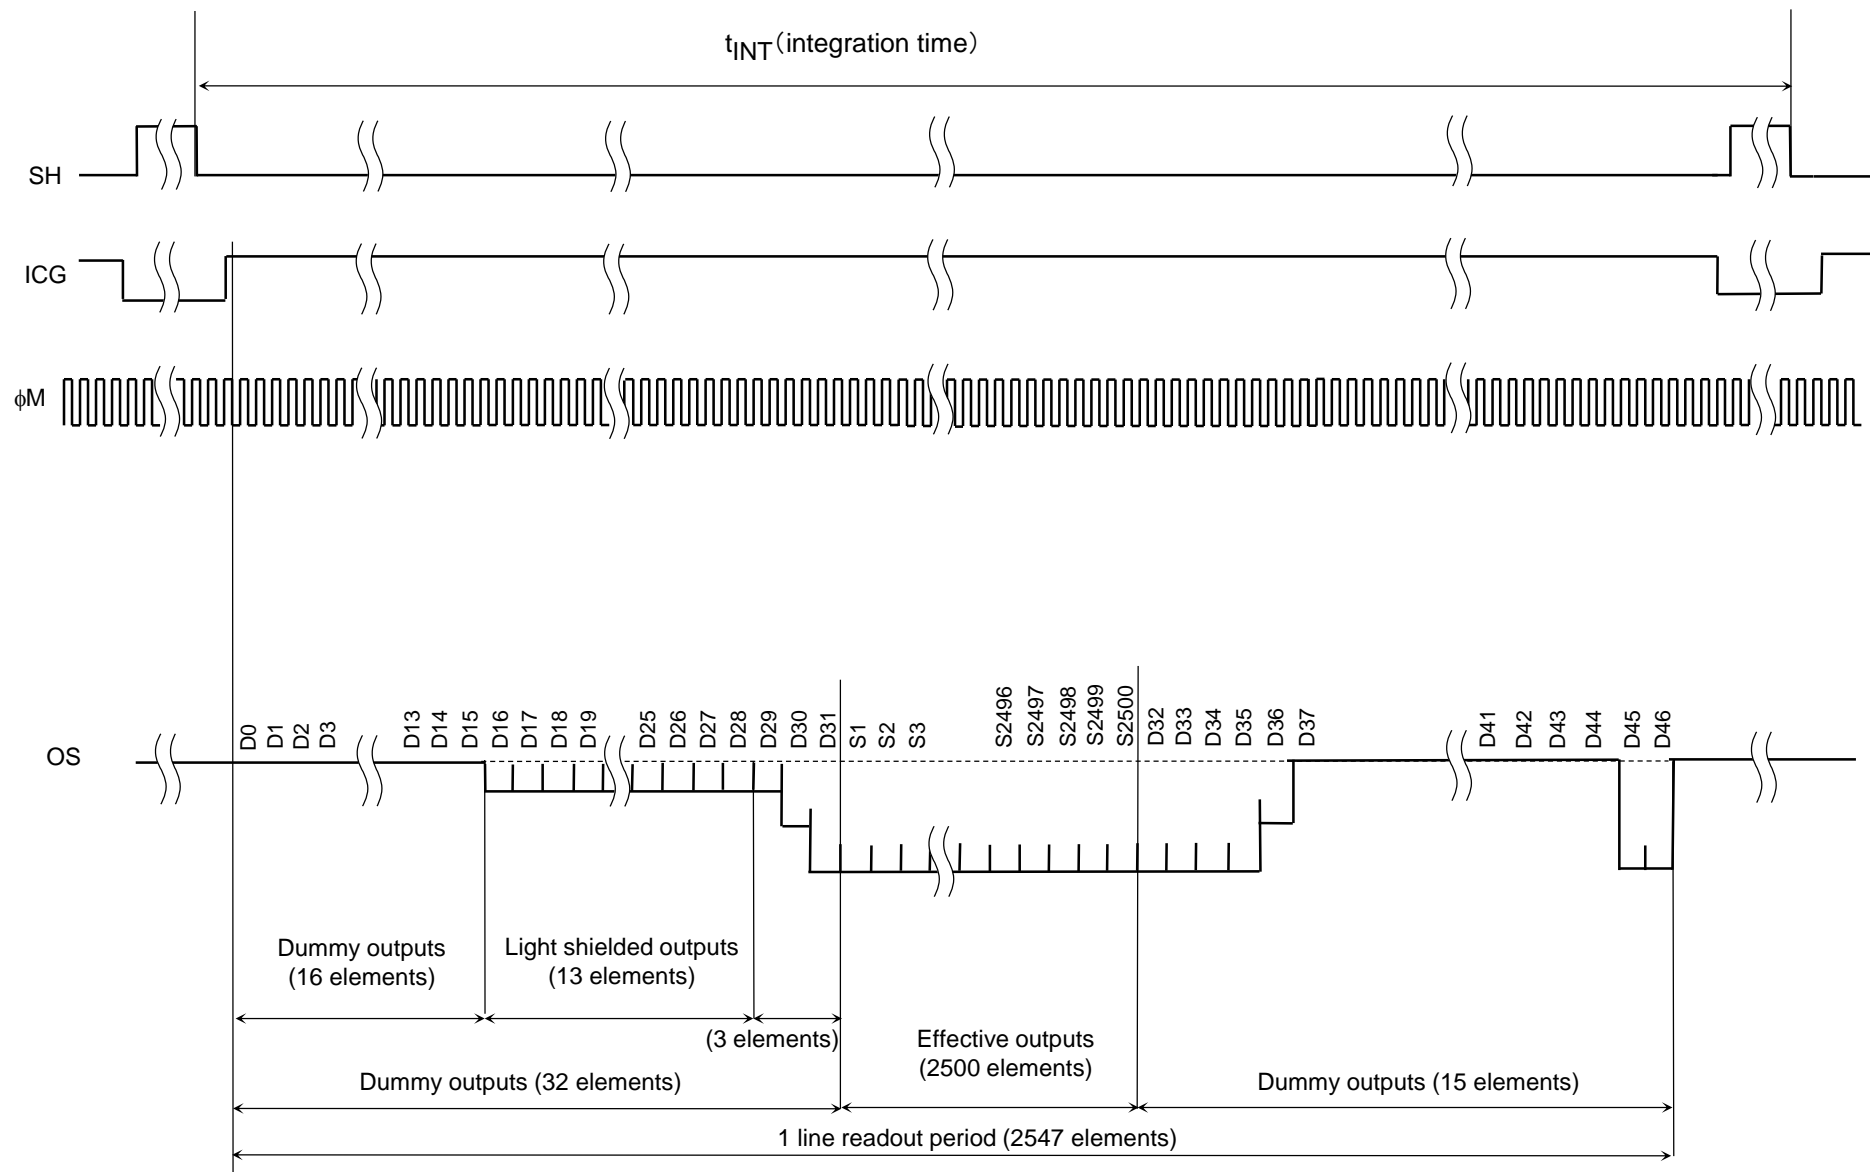 tINT(integration time)
SH
ICG
ϕM
OS
D0
D1
D2
D3
D13
D14
D15
D16
D17
D18
D19
D25
D26
D27
D28
D29
D30
D31
S1
S2
S3
S2496
S2497
S2498
S2499
S2500
D32
D33
D34
D35
D36
D37
D41
D42
D43
D44
D45
D46
Dummy outputs
(16 elements)
Light shielded outputs
(13 elements)
(3 elements)
Effective outputs
(2500 elements)
Dummy outputs (32 elements)
Dummy outputs (15 elements)
1 line readout period (2547 elements)